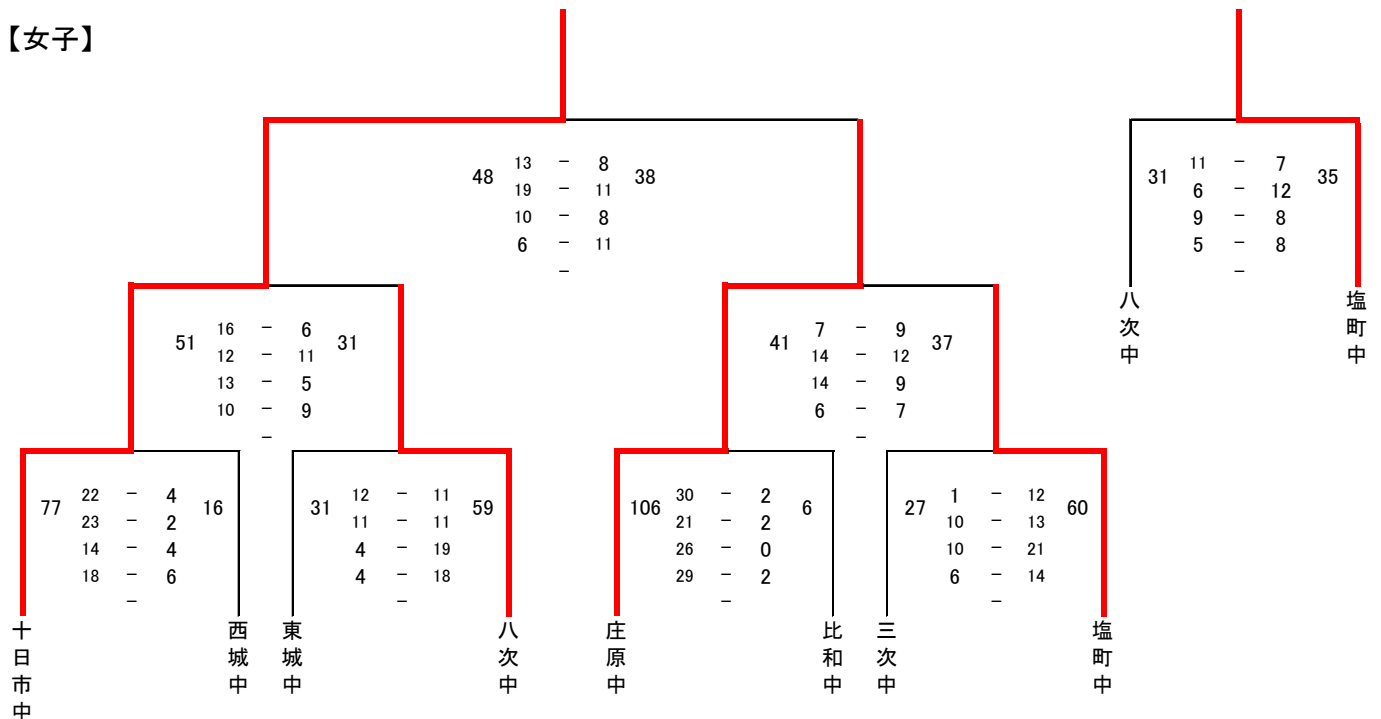 【女子】
48 13 － 8 38
19 － 11
10 － 8
6 － 11
－
31 11 － 7 35
6 － 12
9 － 8
5 － 8
－
八次中
塩町中
51 16 － 6 31
12 － 11
13 － 5
10 － 9
－
41 7 － 9 37
14 － 12
14 － 9
6 － 7
－
77 22 － 4 16
23 － 2
14 － 4
18 － 6
－
31 12 － 11 59
11 － 11
4 － 19
4 － 18
－
106 30 － 2 6
21 － 2
26 － 0
29 － 2
－
27 1 － 12 60
10 － 13
10 － 21
6 － 14
－
十日市中
西城中
東城中
八次中
庄原中
比和中
三次中
塩町中